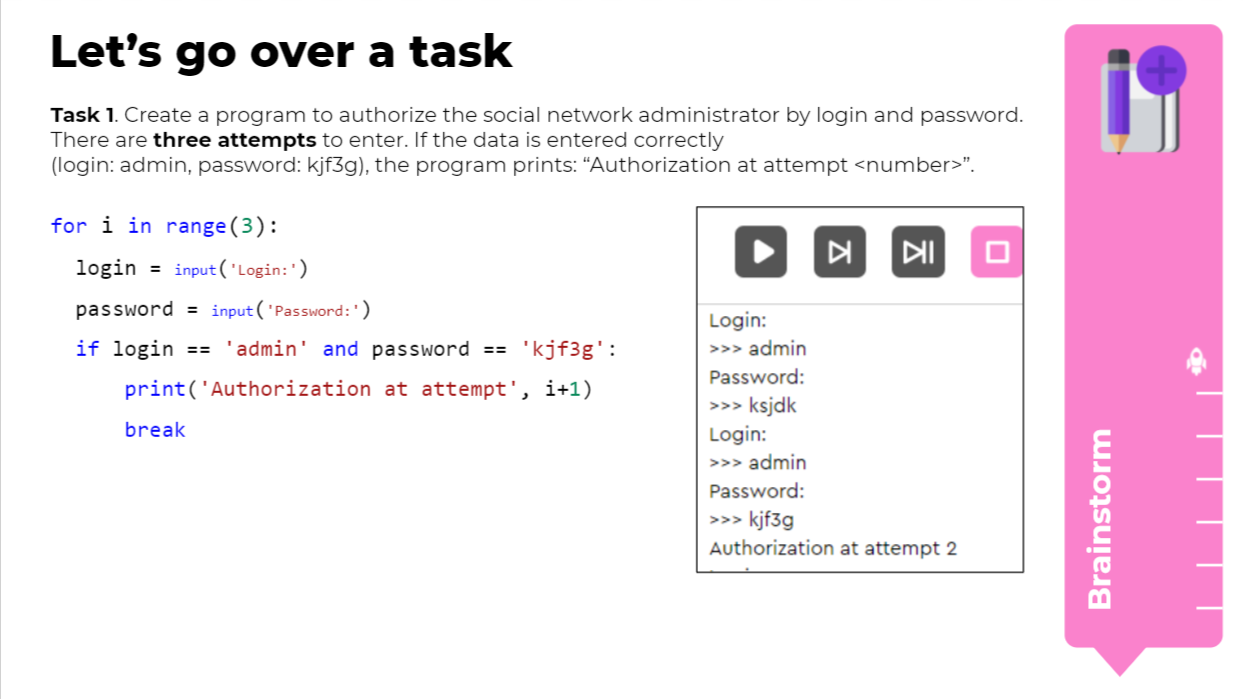 Let’s go over a task
Task 1. Create a program to authorize the social network administrator by login and password.
There are three attempts to enter. If the data is entered correctly
(login: admin, password: kjf3g), the program prints: “Authorization at attempt <number>”.
for i in range(3):
login = input('Login:')
password = input('Password:')
if login == 'admin' and password == 'kjf3g':
print('Authorization at attempt', i+1)
break
Login:
>>> admin
Password:
>>> ksjdk
Login:
>>> admin
Password:
>>> kjf3g
Authorization at attempt 2
Brainstorm